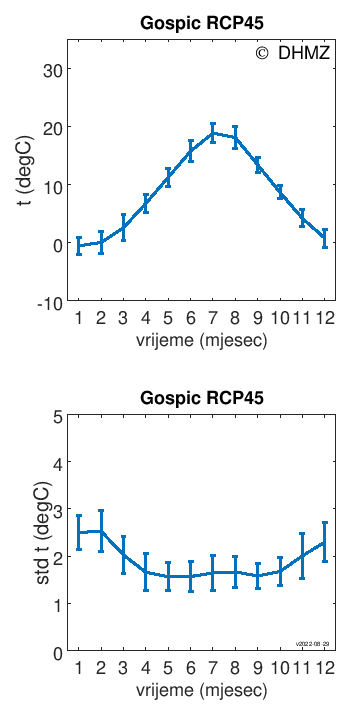 Gospic RCP45
© DHMZ
30
20
10
0
-10
t (degC)
1 2 3 4 5 6 7 8 9 10 11 12
vrijeme (mjesec)
Gospic RCP45
5
4
3
2
1
0
std t (degC)
v2022-08-29
1 2 3 4 5 6 7 8 9 10 11 12
vrijeme (mjesec)